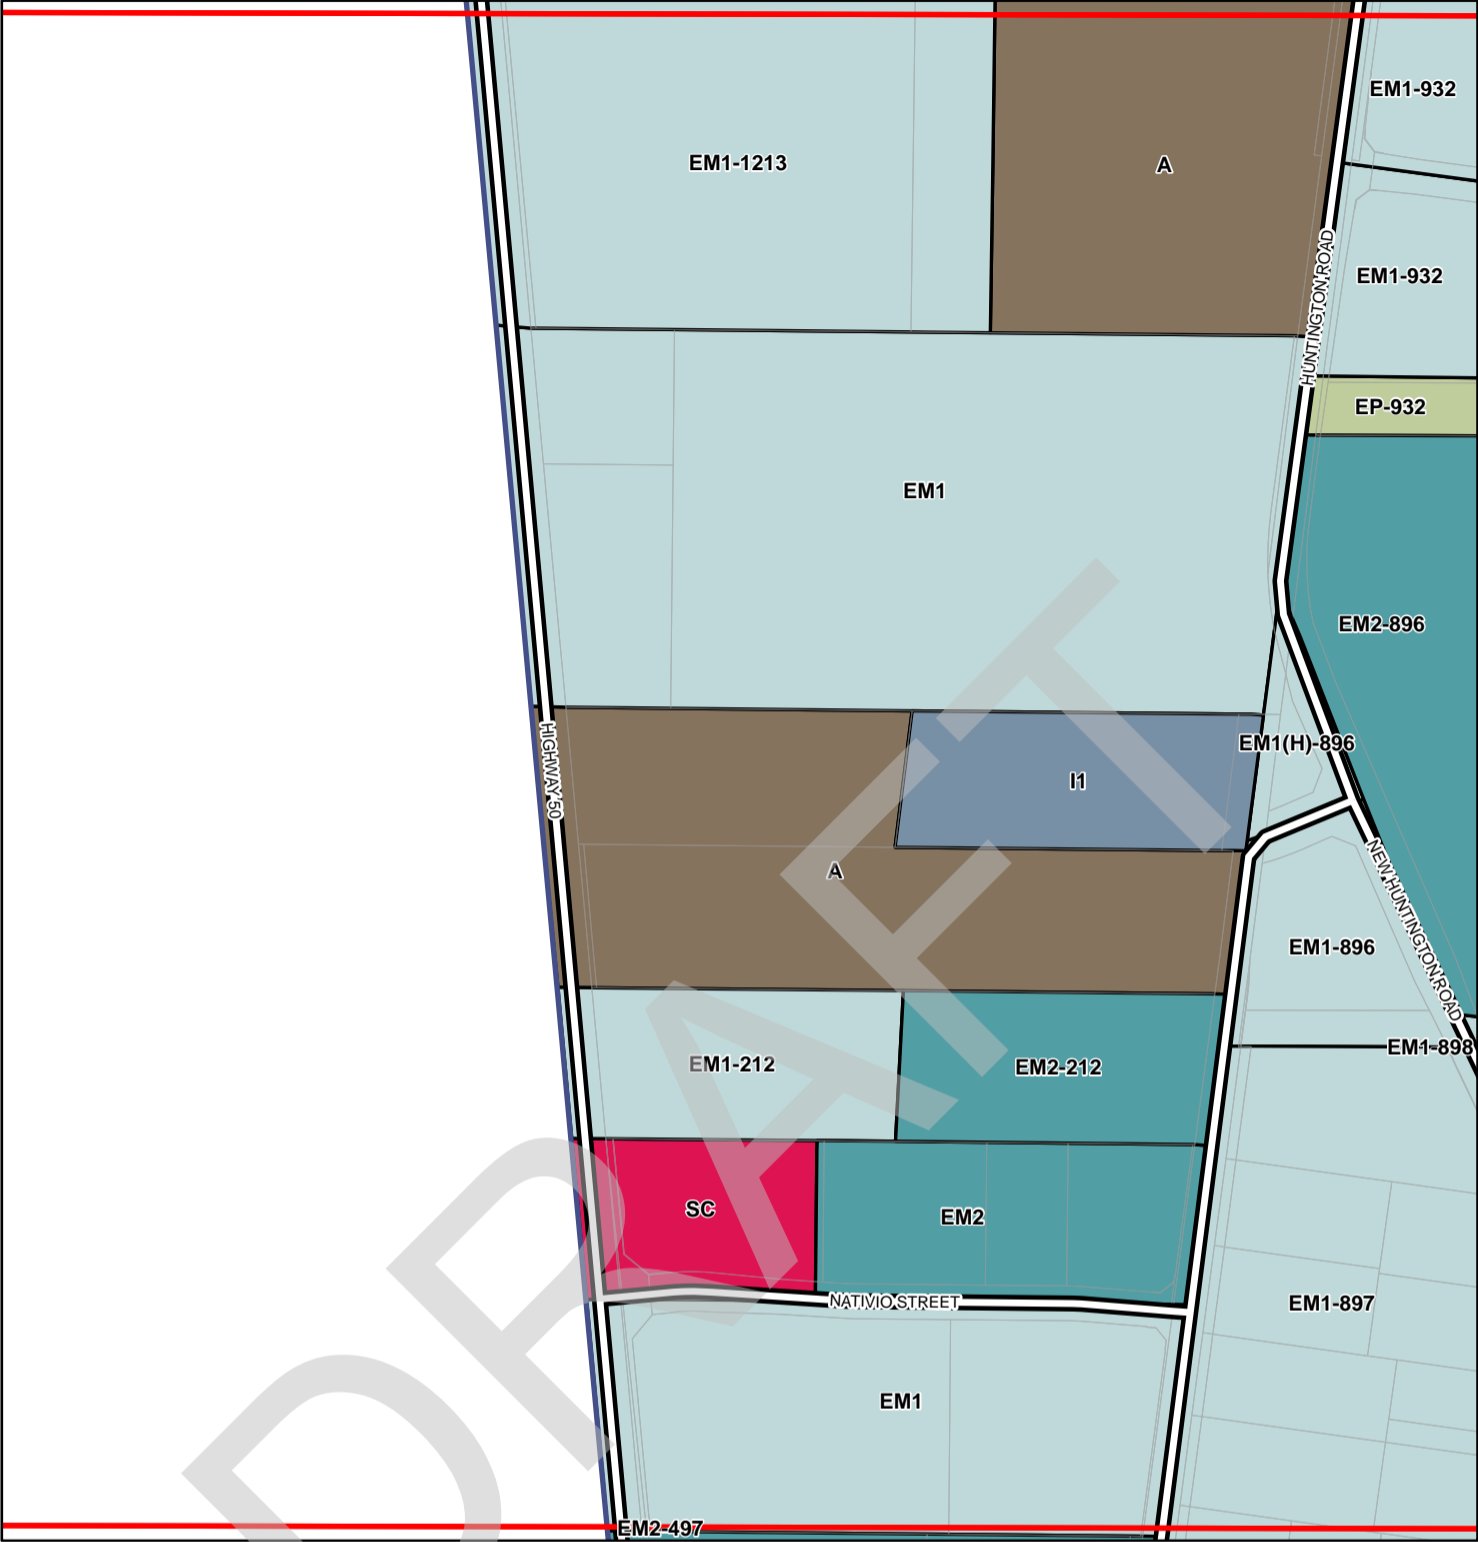 EM1-932
EM1-1213
A
HUNTINGTON ROAD
EM1-932
EP-932
EM1
EM2-896
EM1(H)-896
HIGHWAY 50
I1
A
NEW HUNTINGTON ROAD
EM1-896
EM1-898
EM1-212
EM2-212
SC
EM2
NATIVIO STREET
EM1-897
EM1
EM2-497
DRAFT